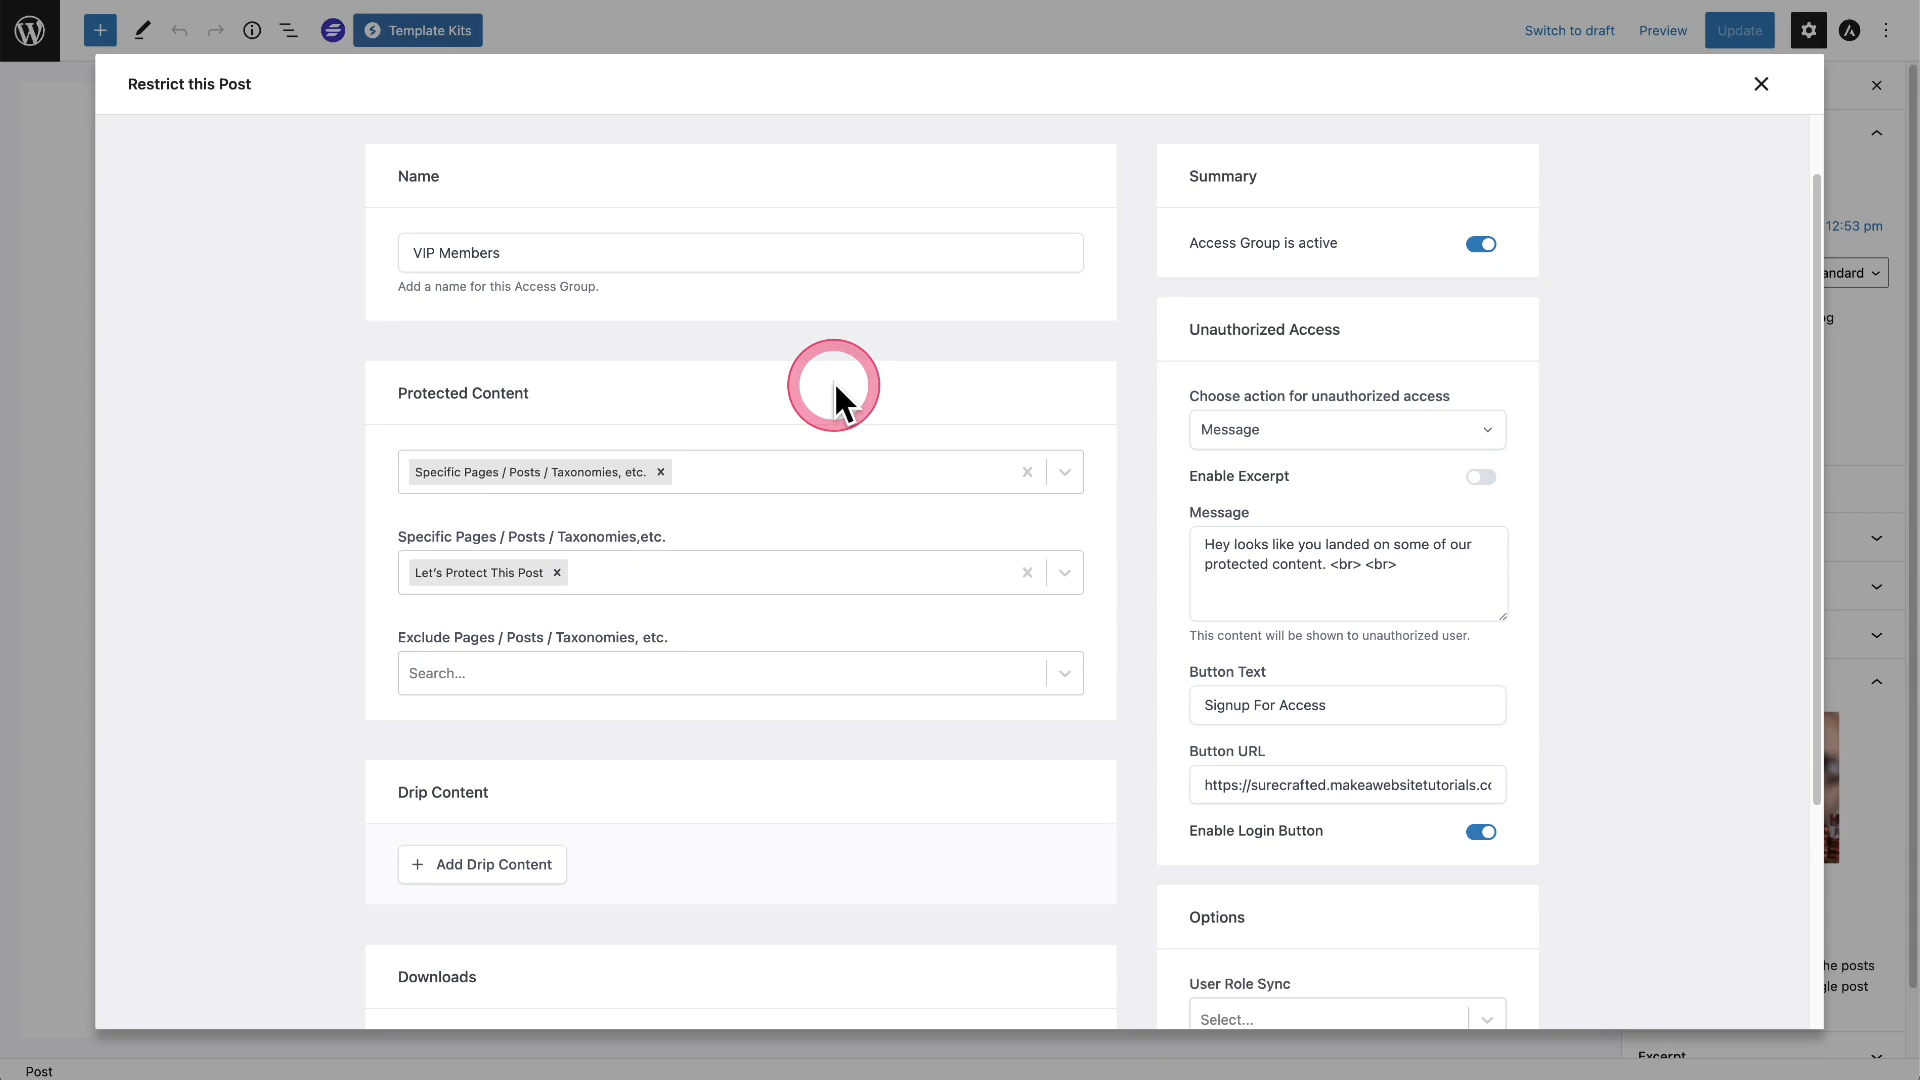 Template Kits
Switch to draft
Preview
Update
Restrict this Post
Name
VIP Members
Add a name for this Access Group.
Protected Content
Specific Pages / Posts / Taxonomies, etc.
Specific Pages / Posts / Taxonomies,etc.
Let's Protect This Post
Exclude Pages / Posts / Taxonomies, etc.
Search...
Drip Content
Add Drip Content
Downloads
Summary
Access Group is active
Unauthorized Access
Choose action for unauthorized access
Message
Enable Excerpt
Message
Hey looks like you landed on some of our
protected content. <br> <br>
This content will be shown to unauthorized user.
Button Text
Signup For Access
Button URL
https://surecrafted.makeawebsitetutorials.cc
Enable Login Button
Options
User Role Sync
Select...
12:53 pm
andard
he posts
gle post
Excerpt
Post